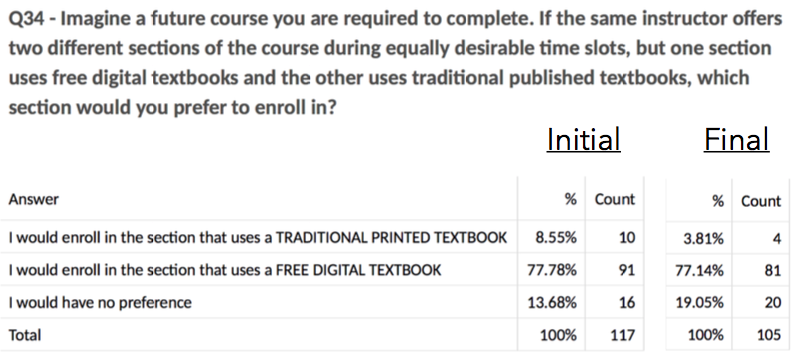 Q34 - Imagine a future course you are required to complete. If the same instructor offers
two different sections of the course during equally desirable time slots, but one section
uses free digital textbooks and the other uses traditional published textbooks, which
section would you prefer to enroll in?
Initial Final
Answer % Count % Count
I would enroll in the section that uses a TRADITIONAL PRINTED TEXTBOOK 8.55% 10 3.81% 4
I would enroll in the section that uses a FREE DIGITAL TEXTBOOK 77.78% 91 77.14% 81
I would have no preference 13.68% 16 19.05% 20
Total 100% 117 100% 105